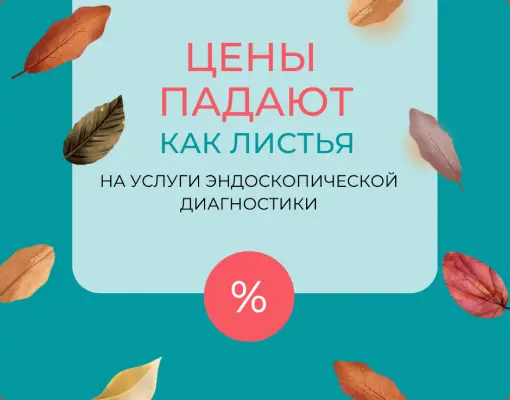 ЦЕНЫ
ПАДАЮТ
КАК ЛИСТЬЯ
НА УСЛУГИ ЭНДОСКОПИЧЕСКОЙ
ДИАГНОСТИКИ
%